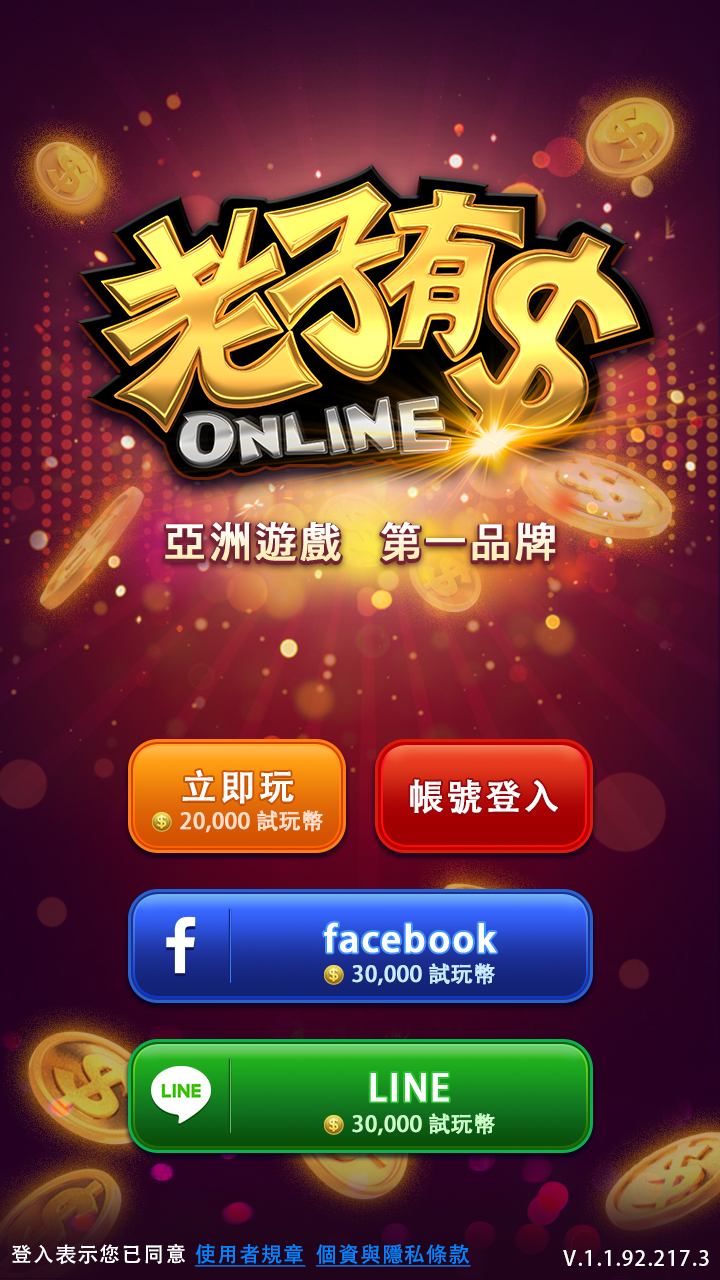 老子有$
ONLINE
亞洲遊戲 第一品牌
立即玩
$ 20,000 試玩幣
帳號登入
f facebook
$ 30,000 試玩幣
LINE LINE
$ 30,000 試玩幣
登入表示您已同意 使用者規章 個資與隱私條款 V.1.1.92.217.3